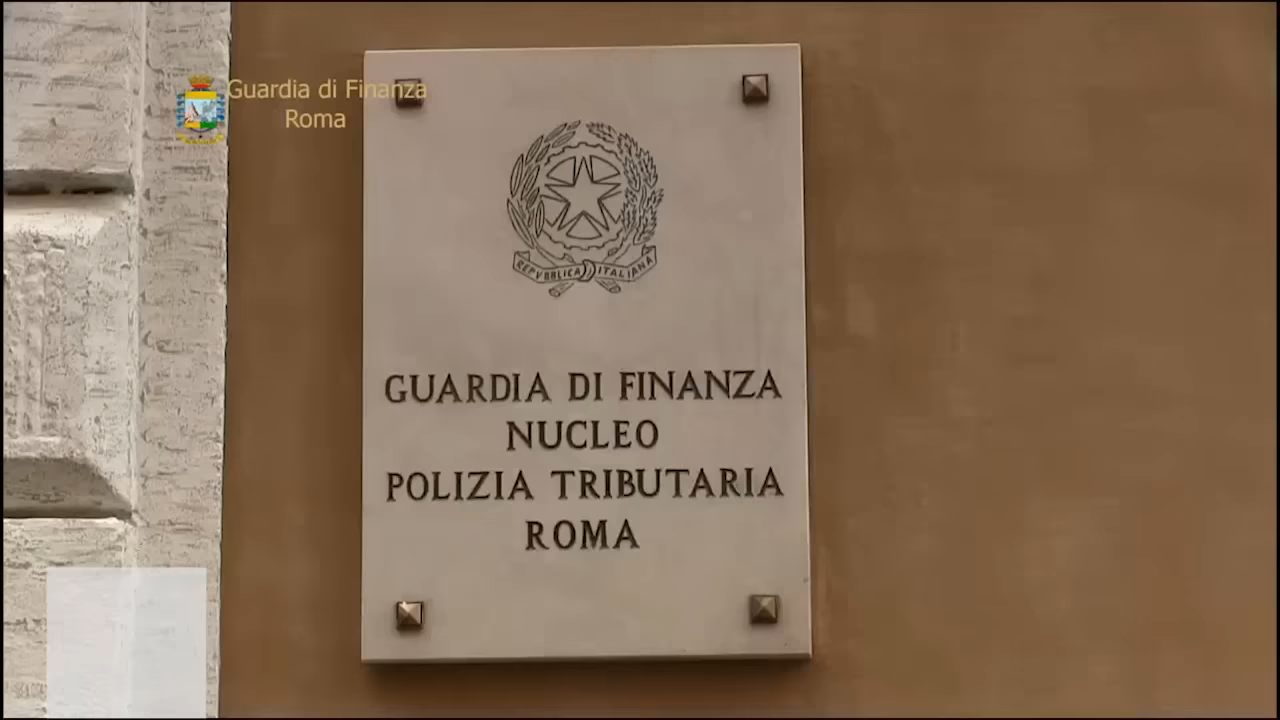 Guardia di Finanza
Roma
REPVBBLICA ITALIANA
GUARDIA DI FINANZA
NUCLEO
POLIZIA TRIBUTARIA
ROMA